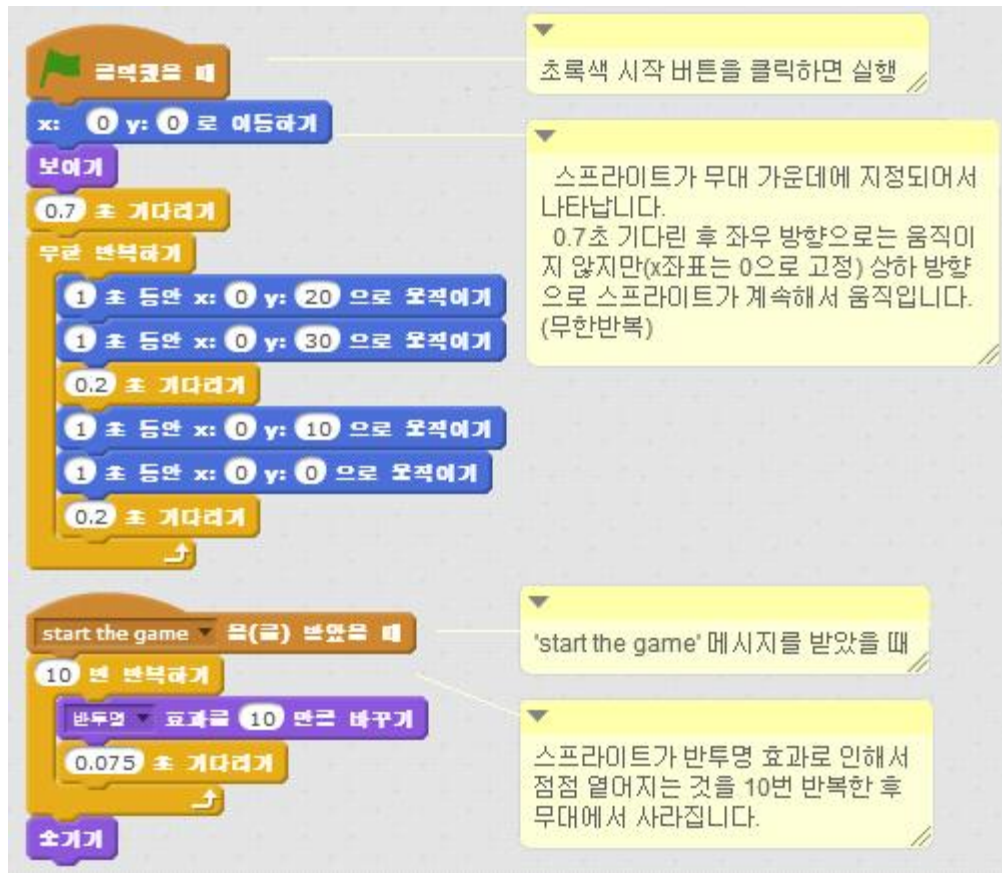 클릭했을 때
초록색 시작 버튼을 클릭하면 실행
x: 0 y: 0 로 이동하기
보이기
0.7 초 기다리기
무한 반복하기
1 초 동안 x: 0 y: 20 으로 움직이기
1 초 동안 x: 0 y: 30 으로 움직이기
0.2 초 기다리기
1 초 동안 x: 0 y: 10 으로 움직이기
1 초 동안 x: 0 y: 0 으로 움직이기
0.2 초 기다리기
스프라이트가 무대 가운데에 지정되어서
나타납니다.
0.7초 기다린 후 좌우 방향으로는 움직이
지 않지만(x좌표는 0으로 고정) 상하 방향
으로 스프라이트가 계속해서 움직입니다.
(무한반복)
start the game 을(를) 받았을 때
'start the game' 메시지를 받았을 때
10 번 반복하기
반투명 효과를 10 만큼 바꾸기
0.075 초 기다리기
숨기기
스프라이트가 반투명 효과로 인해서
점점 옅어지는 것을 10번 반복한 후
무대에서 사라집니다.